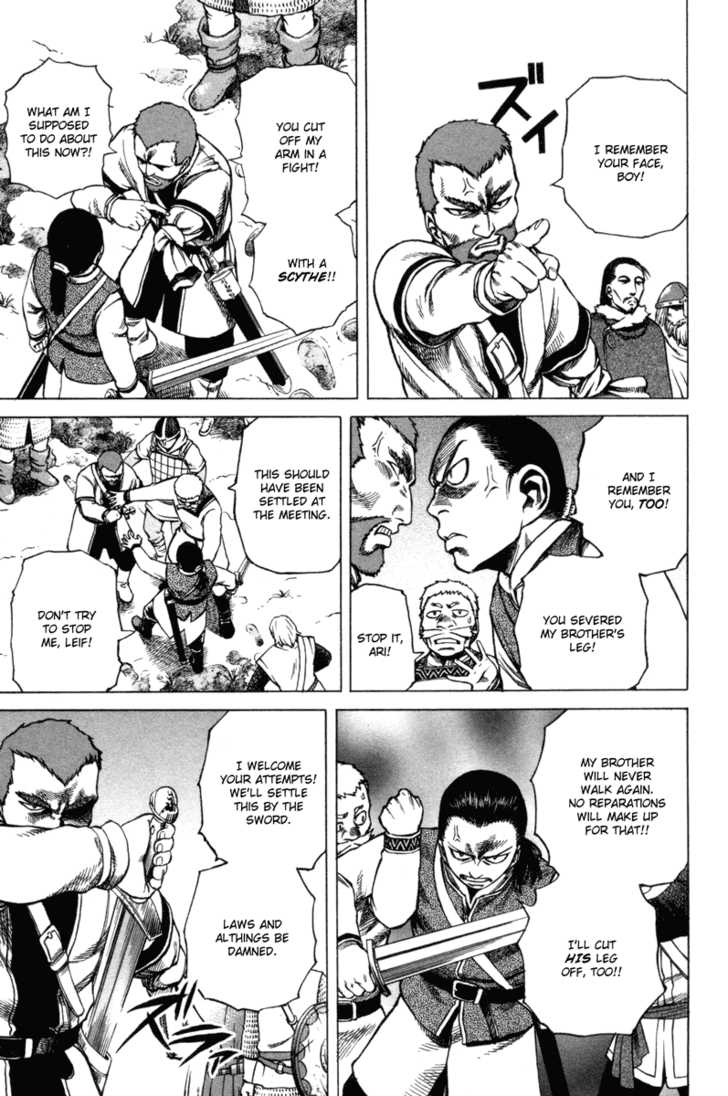 I REMEMBER
YOUR FACE,
BOY!
ズイ
YOU CUT
OFF MY
ARM IN A
FIGHT!
WITH A
SCYTHE!!
WHAT AM I
SUPPOSED
TO DO ABOUT
THIS NOW?!
AND I
REMEMBER
YOU, TOO!
YOU SEVERED
MY BROTHER'S
LEG!
STOP IT,
ARI!
THIS SHOULD
HAVE BEEN
SETTLED AT
THE MEETING.
DON'T TRY
TO STOP
ME, LEIF!
MY BROTHER
WILL NEVER
WALK AGAIN.
NO REPARATIONS
WILL MAKE UP
FOR THAT!!
I'LL CUT
HIS LEG
OFF, TOO!!
I WELCOME
YOUR ATTEMPTS!
WE'LL SETTLE
THIS BY THE
SWORD.
LAWS AND
ALTHINGS BE
DAMNED.